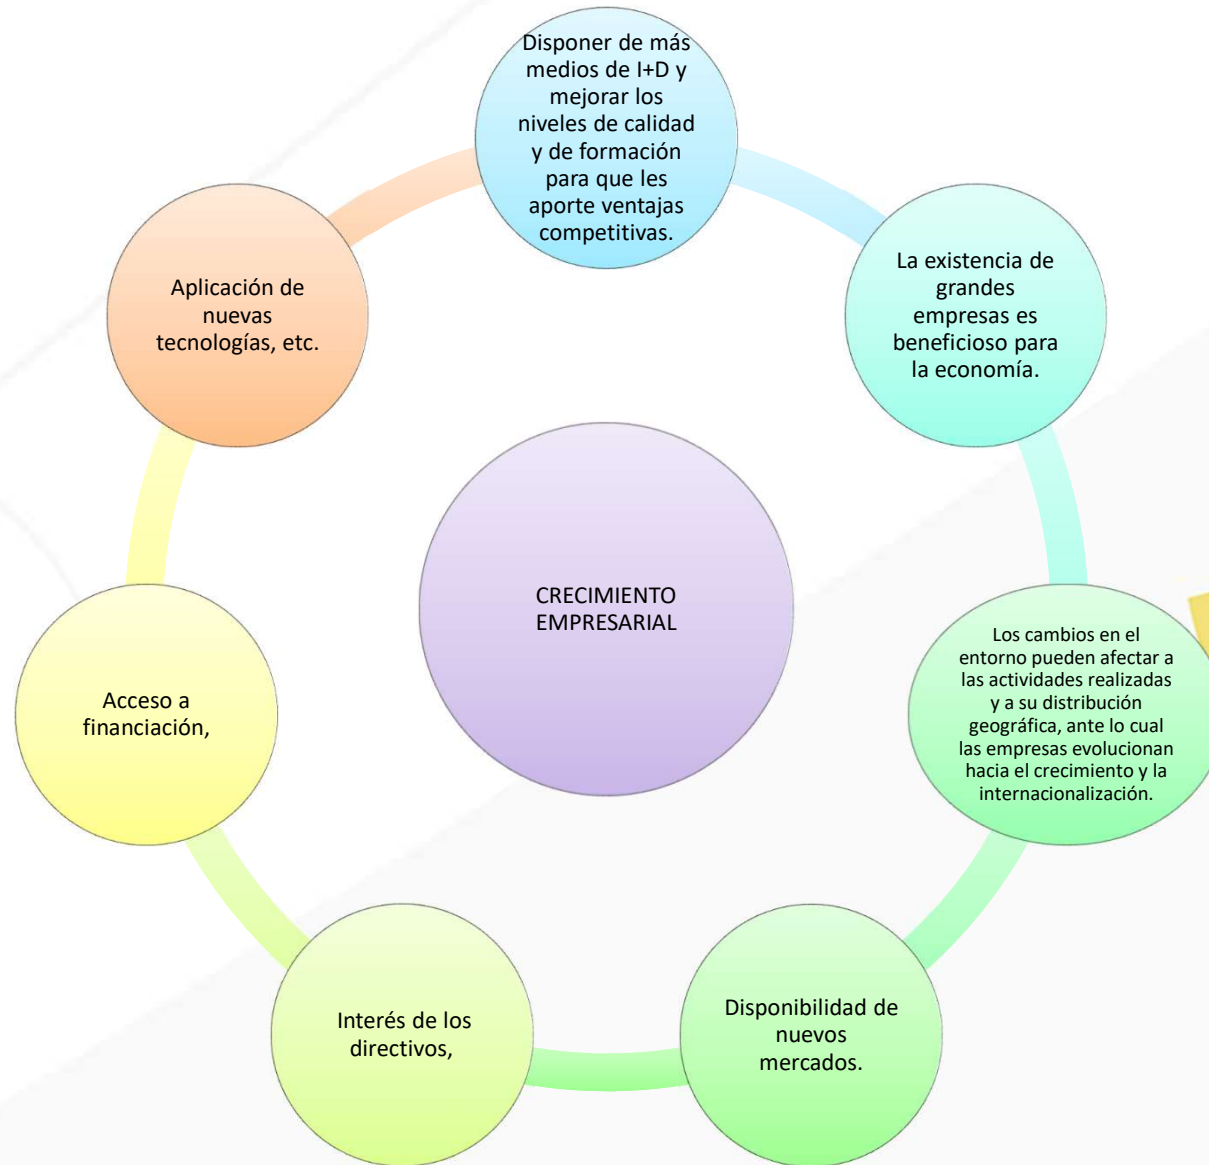 Disponer de más
medios de I+D y
mejorar los
niveles de calidad
y de formación
para que les
aporte ventajas
competitivas.
La existencia de
grandes
empresas es
beneficioso para
la economía.
Los cambios en el
entorno pueden afectar a
las actividades realizadas
y a su distribución
geográfica, ante lo cual
las empresas evolucionan
hacia el crecimiento y la
internacionalización.
Disponibilidad de
nuevos
mercados.
Interés de los
directivos,
Acceso a
financiación,
Aplicación de
nuevas
tecnologías, etc.
CRECIMIENTO
EMPRESARIAL